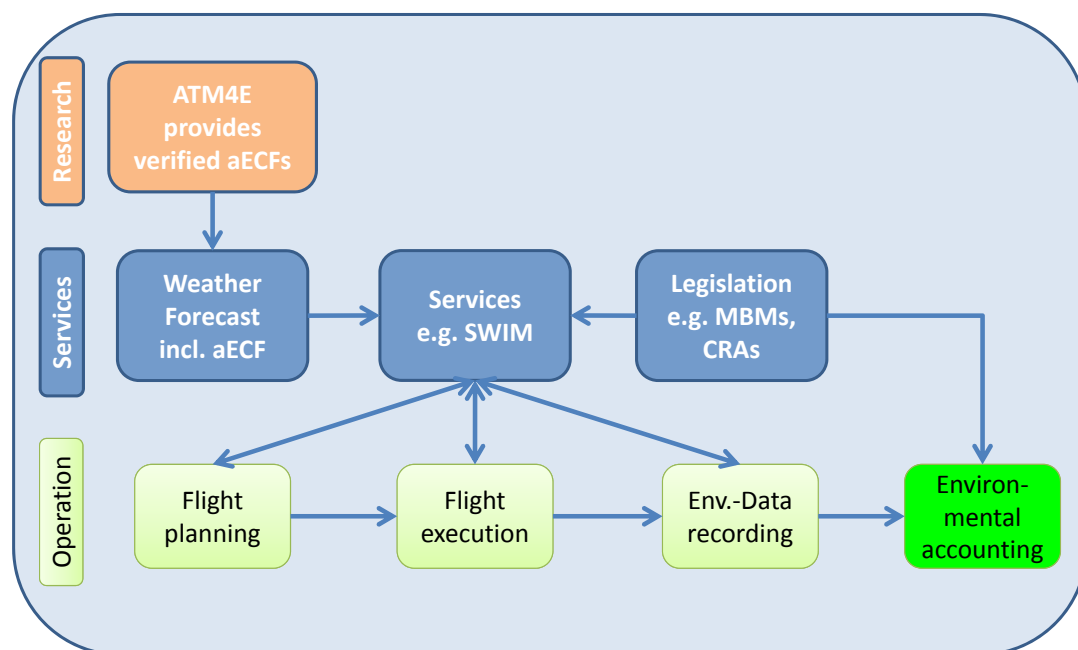 Research
ATM4E
provides
verified aECFs
Services
Weather
Forecast
incl. aECF
Services
e.g. SWIM
Legislation
e.g. MBMs,
CRAs
Operation
Flight
planning
Flight
execution
Env.-Data
recording
Environ-
mental
accounting